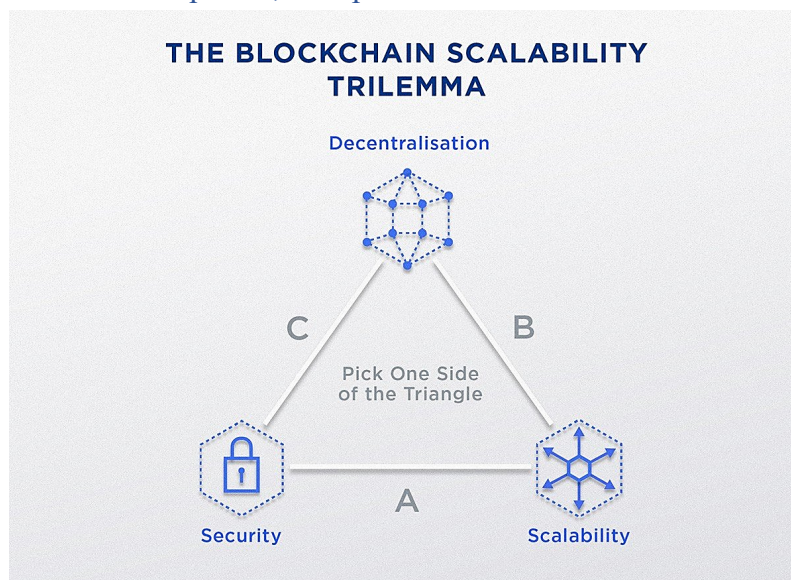 THE BLOCKCHAIN SCALABILITY
TRILEMMA
Decentralisation
C
B
Pick One Side
of the Triangle
A
Security
Scalability